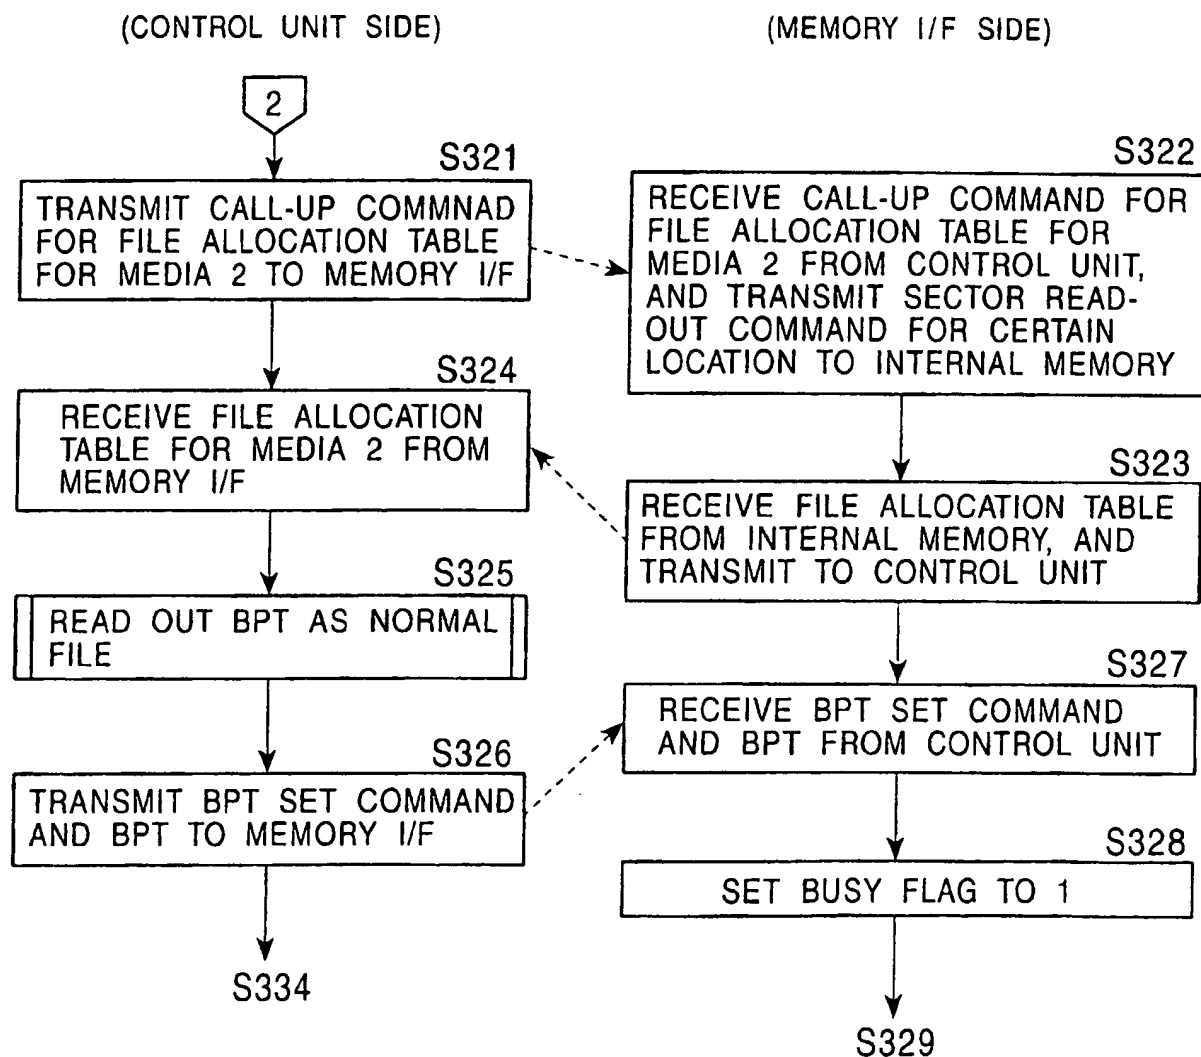 (CONTROL UNIT SIDE)
2
S321
TRANSMIT CALL-UP COMMNAD
FOR FILE ALLOCATION TABLE
FOR MEDIA 2 TO MEMORY I/F
S324
RECEIVE FILE ALLOCATION
TABLE FOR MEDIA 2 FROM
MEMORY I/F
S325
READ OUT BPT AS NORMAL
FILE
S326
TRANSMIT BPT SET COMMAND
AND BPT TO MEMORY I/F
S334
(MEMORY I/F SIDE)
S322
RECEIVE CALL-UP COMMAND FOR
FILE ALLOCATION TABLE FOR
MEDIA 2 FROM CONTROL UNIT,
AND TRANSMIT SECTOR READ-
OUT COMMAND FOR CERTAIN
LOCATION TO INTERNAL MEMORY
S323
RECEIVE FILE ALLOCATION TABLE
FROM INTERNAL MEMORY, AND
TRANSMIT TO CONTROL UNIT
S327
RECEIVE BPT SET COMMAND
AND BPT FROM CONTROL UNIT
S328
SET BUSY FLAG TO 1
S329